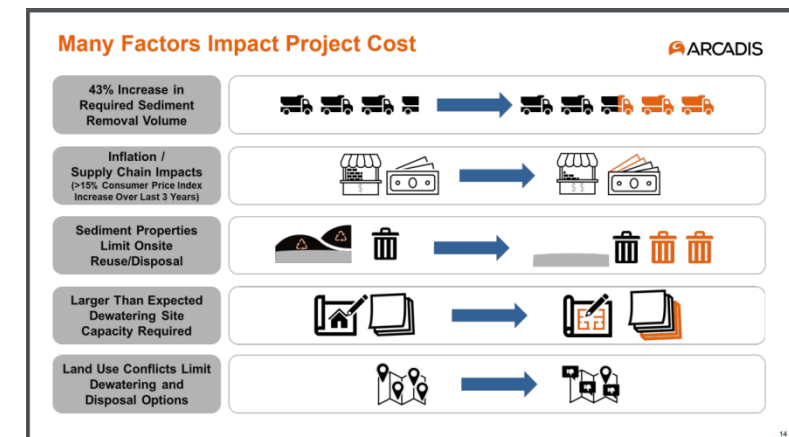 Many Factors Impact Project Cost
ARCADIS
43% Increase in
Required Sediment
Removal Volume
Inflation /
Supply Chain Impacts
(>15% Consumer Price Index
Increase Over Last 3 Years)
$
$ $
Sediment Properties
Limit Onsite
Reuse/Disposal
Larger Than Expected
Dewatering Site
Capacity Required
Land Use Conflicts Limit
Dewatering and
Disposal Options
14